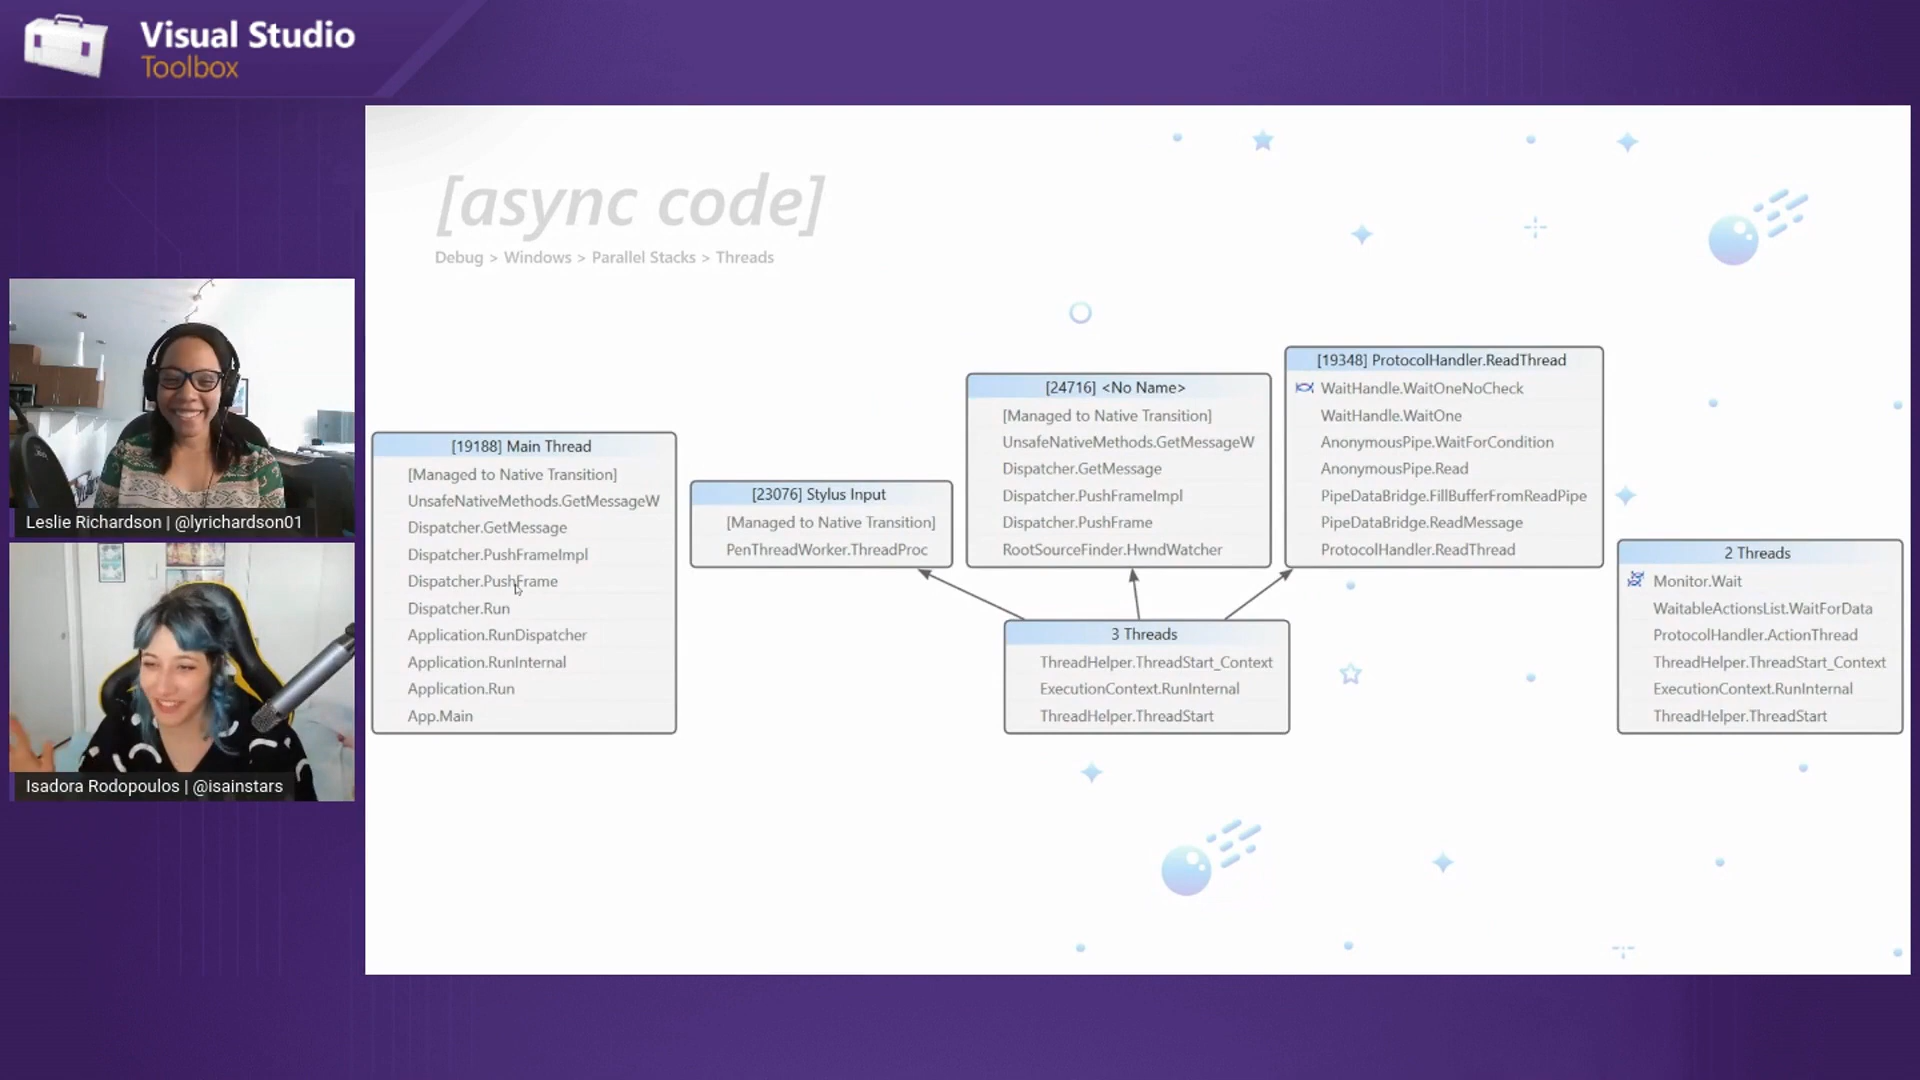 Visual Studio
Toolbox
[async code]
Debug > Windows > Parallel Stacks > Threads
[19188] Main Thread
[Managed to Native Transition]
UnsafeNativeMethods.GetMessageW
Dispatcher.GetMessage
Dispatcher.PushFrameImpl
Dispatcher.PushFrame
Dispatcher.Run
Application.RunDispatcher
Application.RunInternal
Application.Run
App.Main
[23076] Stylus Input
[Managed to Native Transition]
PenThreadWorker.ThreadProc
[24716] <No Name>
[Managed to Native Transition]
UnsafeNativeMethods.GetMessageW
Dispatcher.GetMessage
Dispatcher.PushFrameImpl
Dispatcher.PushFrame
RootSourceFinder.HwndWatcher
[19348] ProtocolHandler.ReadThread
WaitHandle.WaitOneNoCheck
WaitHandle.WaitOne
AnonymousPipe.WaitForCondition
AnonymousPipe.Read
PipeDataBridge.FillBufferFromReadPipe
PipeDataBridge.ReadMessage
ProtocolHandler.ReadThread
3 Threads
ThreadHelper.ThreadStart_Context
ExecutionContext.RunInternal
ThreadHelper.ThreadStart
2 Threads
Monitor.Wait
WaitableActionsList.WaitForData
ProtocolHandler.ActionThread
ThreadHelper.ThreadStart_Context
ExecutionContext.RunInternal
ThreadHelper.ThreadStart
Leslie Richardson | @lyrichardson01
Isadora Rodopoulos | @isainstars